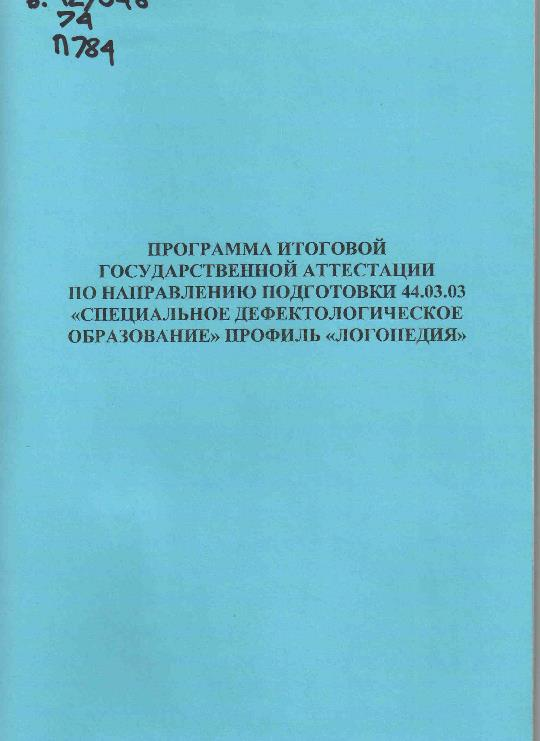 74
П784
ПРОГРАММА ИТОГОВОЙ
ГОСУДАРСТВЕННОЙ АТТЕСТАЦИИ
ПО НАПРАВЛЕНИЮ ПОДГОТОВКИ 44.03.03
«СПЕЦИАЛЬНОЕ ДЕФЕКТОЛОГИЧЕСКОЕ
ОБРАЗОВАНИЕ» ПРОФИЛЬ «ЛОГОПЕДИЯ»